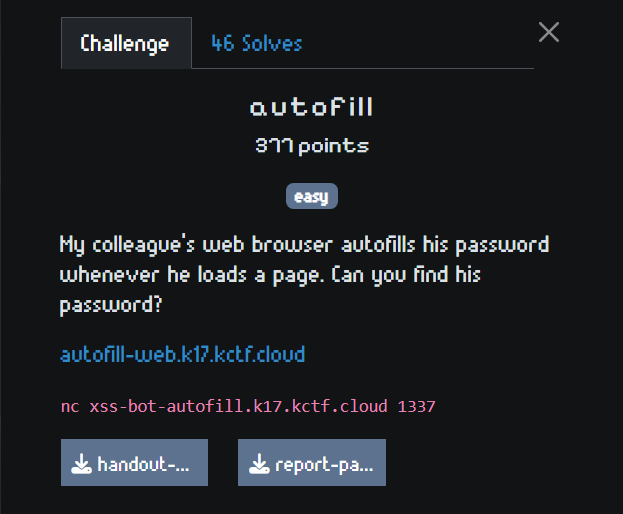 Challenge
46 Solves
autofill
377 points
easy
My colleague's web browser autofills his password
whenever he loads a page. Can you find his
password?
autofill-web.k17.kctf.cloud
nc xss-bot-autofill.k17.kctf.cloud 1337
handout-...
report-pa...